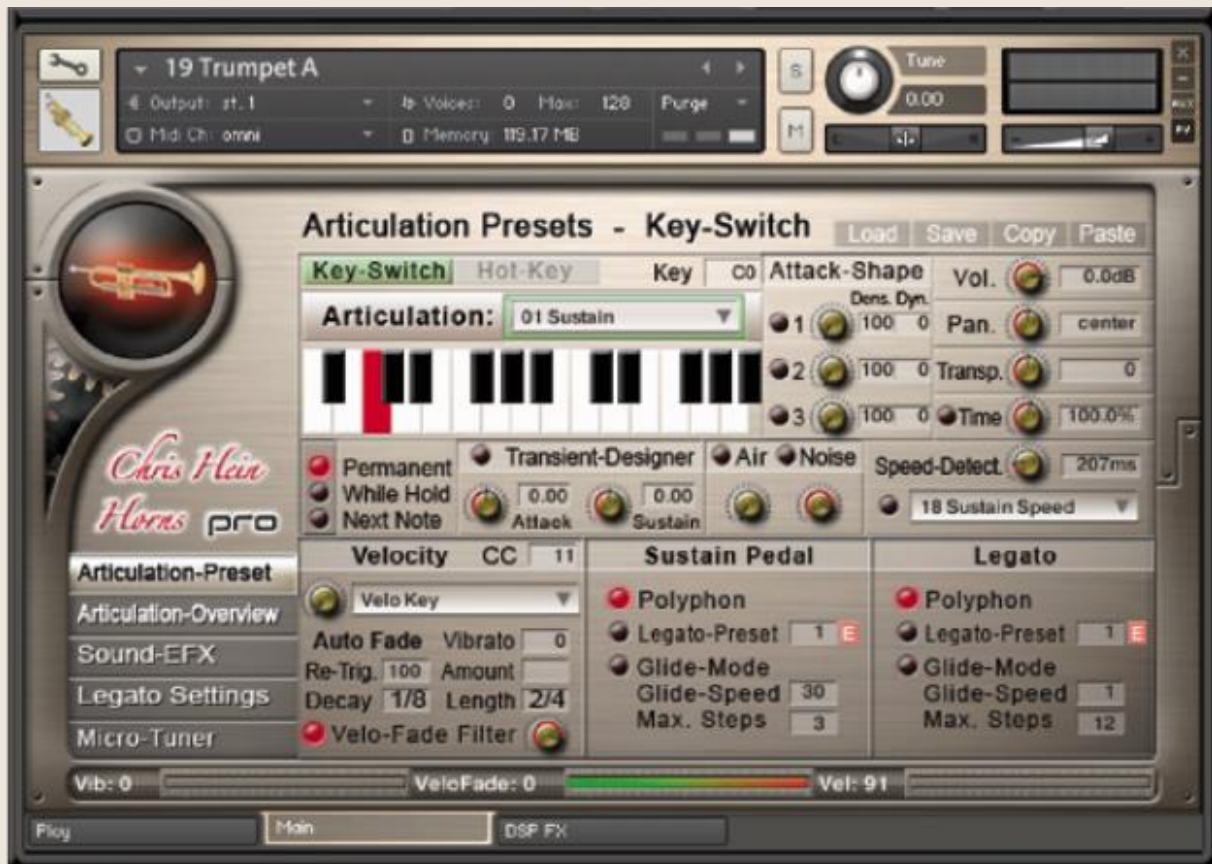 19 Trumpet A
Output: st.1 Voices: 0 Max: 128 Purge
Midi Ch: omni Memory: 119.17 MB
S
M
Tune
0.00
L R
X
-
AUX
PV
Articulation Presets - Key-Switch
Load Save Copy Paste
Key-Switch Hot-Key Key C0
Articulation: 01 Sustain
Attack-Shape
Dens. Dyn.
1 100 0
2 100 0
3 100 0
Vol. 0.0dB
Pan. center
Transp. 0
Time 100.0%
Permanent
While Hold
Next Note
Transient-Designer
0.00 Attack
0.00 Sustain
Air Noise
Speed-Detect. 207ms
18 Sustain Speed
Chris Hein
Horns pro
Articulation-Preset
Articulation-Overview
Sound-EFX
Legato Settings
Micro-Tuner
Velocity CC 11
Velo Key
Auto Fade Vibrato 0
Re-Trig. 100 Amount
Decay 1/8 Length 2/4
Velo-Fade Filter
Sustain Pedal
Polyphon
Legato-Preset 1 E
Glide-Mode
Glide-Speed 30
Max. Steps 3
Legato
Polyphon
Legato-Preset 1 E
Glide-Mode
Glide-Speed 1
Max. Steps 12
Vib: 0 VeloFade: 0 Vel: 91
Play Main DSP FX